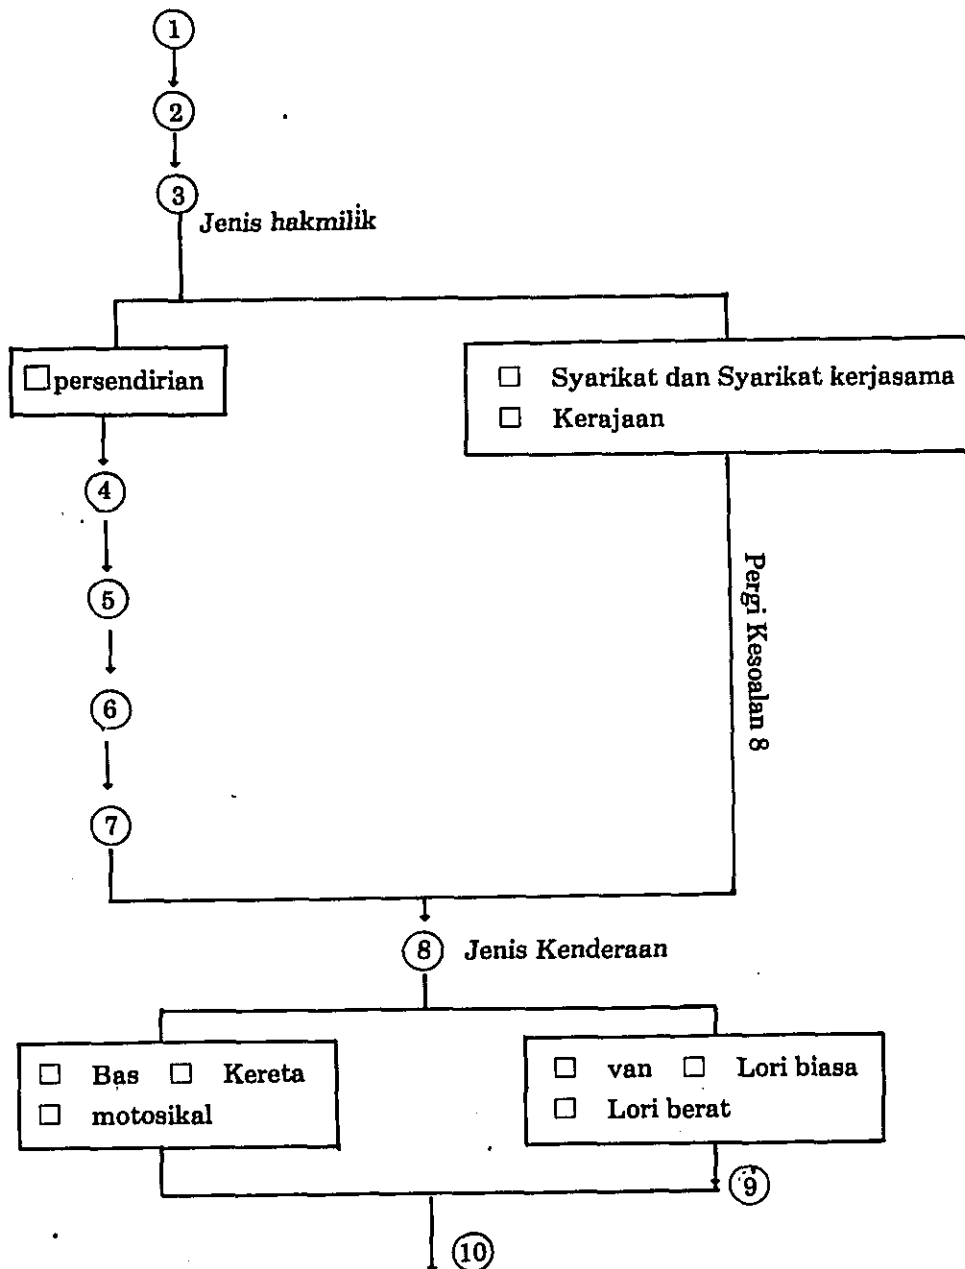 1
2
3
Jenis hakmilik
persendirian
Syarikat dan Syarikat kerjasama
Kerajaan
4
5
6
7
Pergi Kesoalan 8
8 Jenis Kenderaan
Bas Kereta
motosikal
van Lori biasa
Lori berat
9
10